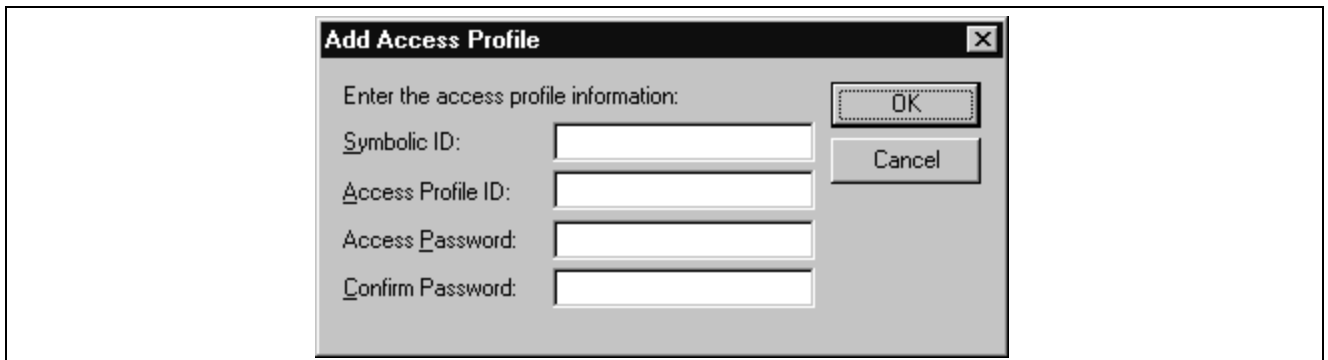 Add Access Profile
Enter the access profile information:
OK
Symbolic ID:
Cancel
Access Profile ID:
Access Password:
Confirm Password: